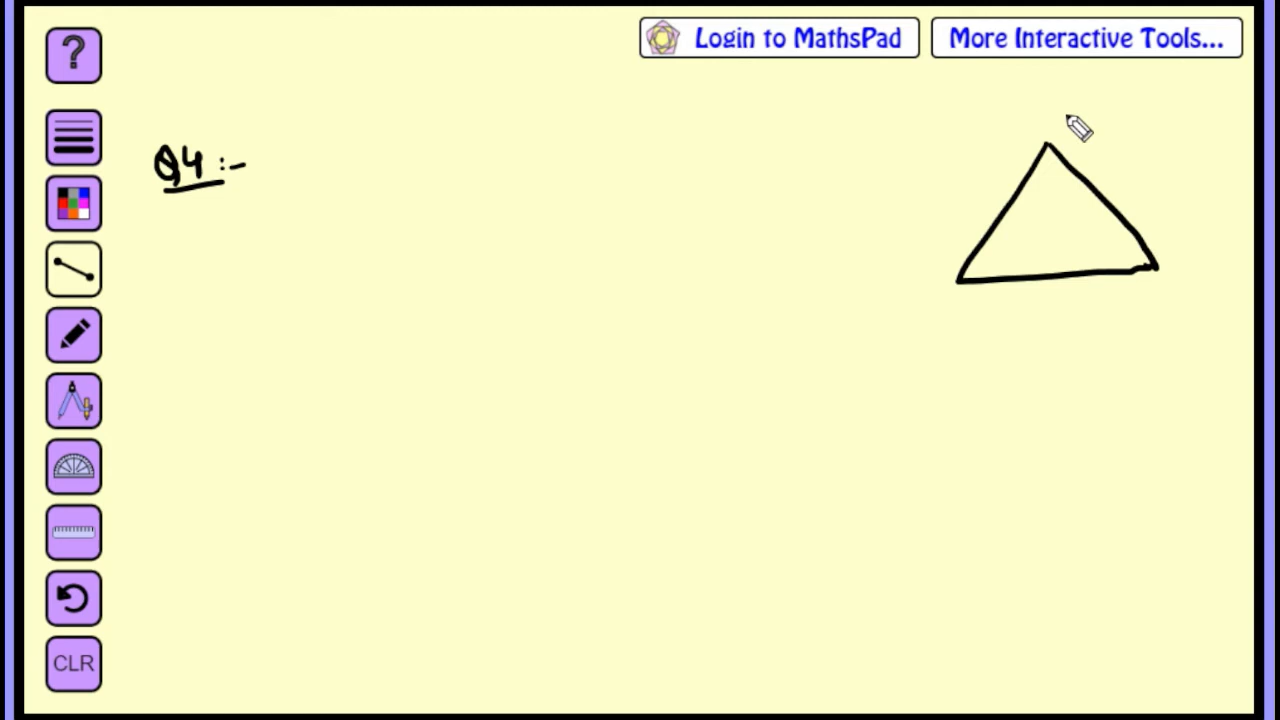 Login to MathsPad
More Interactive Tools...
?
Q4 :-
CLR